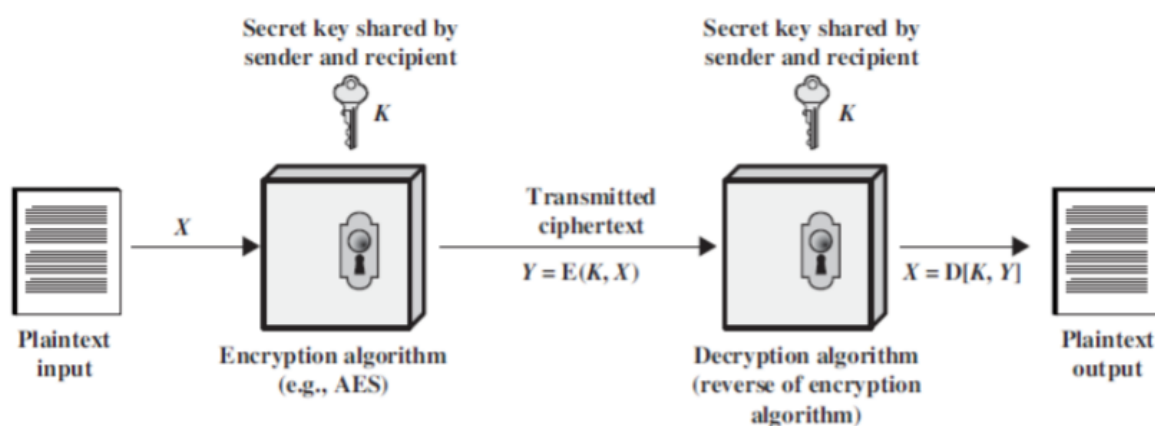 Secret key shared by
sender and recipient
K
Secret key shared by
sender and recipient
K
X
Transmitted
ciphertext
Y = E(K, X)
X = D[K, Y]
Plaintext
input
Encryption algorithm
(e.g., AES)
Decryption algorithm
(reverse of encryption
algorithm)
Plaintext
output